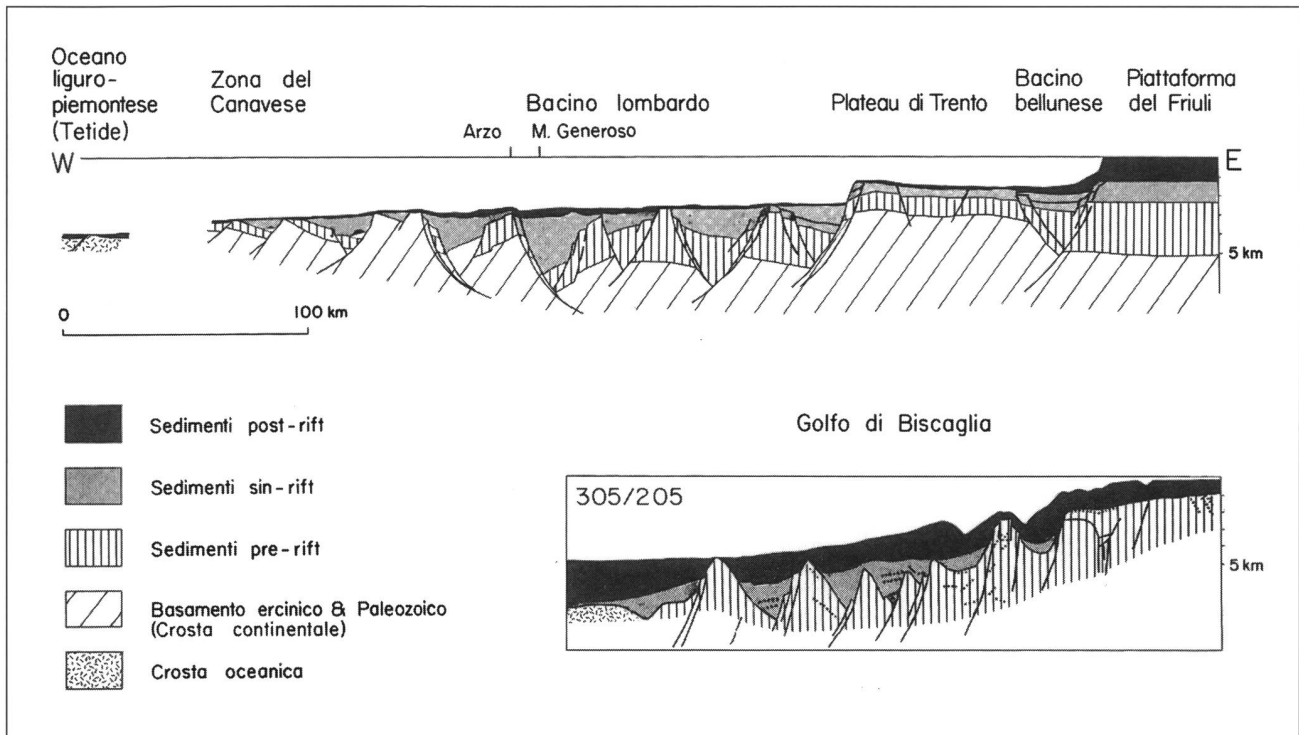 Oceano
liguro-
piemontese
(Tetide)
Zona del
Canavese
Bacino lombardo
Arzo
M. Generoso
Plateau di Trento
Bacino
bellunese
Piattaforma
del Friuli
W
E
5 km
0
100 km
Sedimenti post-rift
Sedimenti sin-rift
Sedimenti pre-rift
Basamento ercinico & Paleozoico
(Crosta continentale)
Crosta oceanica
Golfo di Biscaglia
305/205
5 km